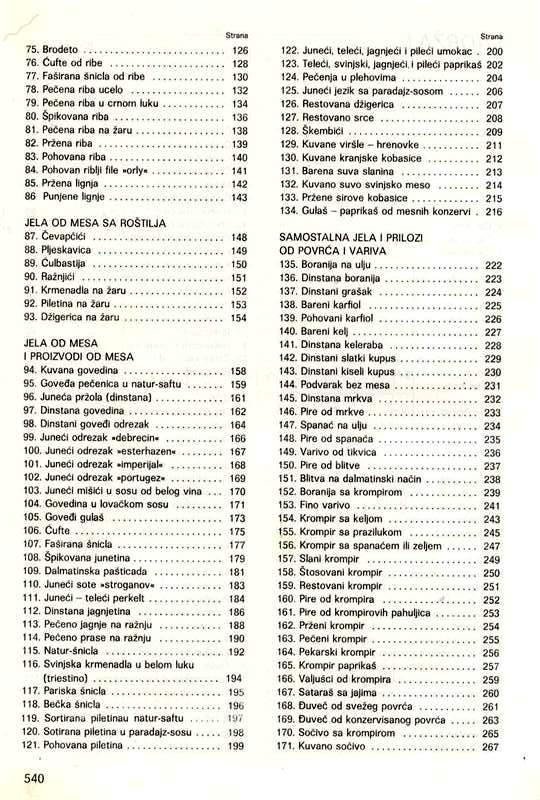 Strana
75. Brodeto ............................ 126
76. Ćufte od ribe ........................ 128
77. Faširana šnicla od ribe ............... 130
78. Pečena riba ucelo ................... 132
79. Pečena riba u crnom luku ............. 134
80. Špikovana riba ...................... 136
81. Pečena riba na žaru .................. 138
82. Pržena riba ......................... 139
83. Pohovana riba ....................... 140
84. Pohovan riblji file »orly« .............. 141
85. Pržena lignja ........................ 142
86 Punjene lignje ....................... 143
JELA OD MESA SA ROŠTILJA
87. Čevapčići .......................... 148
88. Pljeskavica ......................... 149
89. Ćulbastija .......................... 150
90. Ražnjići ............................ 151
91. Krmenadla na žaru ................... 152
92. Piletina na žaru ...................... 153
93. Džigerica na žaru .................... 154
JELA OD MESA
I PROIZVODI OD MESA
94. Kuvana govedina .................... 158
95. Goveđa pečenica u natur-saftu ....... 159
96. Juneća pržola (dinstana) .............. 161
97. Dinstana govedina ................... 162
98. Dinstani goveđi odrezak .............. 164
99. Juneći odrezak »debrecin« ........... 166
100. Juneći odrezak »esterhazen« ........ 167
101. Juneći odrezak »imperijal« .......... 168
102. Juneći odrezak »portugez« .......... 169
103. Juneći mišići u sosu od belog vina ... 170
104. Govedina u lovačkom sosu ......... 171
105. Goveđi gulaš ...................... 173
106. Ćufte ............................. 175
107. Faširana šnicla ..................... 177
108. Špikovana junetina ................. 179
109. Dalmatinska pašticada .............. 181
110. Juneći sote »stroganov« ............ 183
111. Juneći – teleći perkelt .............. 184
112. Dinstana jagnjetina ................. 186
113. Pečeno jagne na ražnju ............. 188
114. Pečeno prase na ražnju ............ 190
115. Natur-šnicla ....................... 192
116. Svinjska krmenadla u belom luku
(triestino) .......................... 194
117. Pariska šnicla ...................... 195
118. Bečka šnicla ....................... 196
119. Sortirana piletinau natur-saftu ...... 197
120. Sotirana piletina u paradajz-sosu ..... 198
121. Pohovana piletina .................. 199
540
Strana
122. Juneći, teleći, jagnjeći i pileći umokac . 200
123. Teleći, svinjski, jagnjeći i pileći paprikaš 202
124. Pečenja u plehovima ............... 204
125. Juneći jezik sa paradajz-sosom ...... 206
126. Restovana džigerica ................ 207
127. Restovano srce .................... 208
128. Škembići .......................... 209
129. Kuvane viršle – hrenovke ........... 211
130. Kuvane kranjske kobasice .......... 212
131. Barena suva slanina ................ 213
132. Kuvano suvo svinjsko meso ........ 214
133. Pržene sirove kobasice ............. 215
134. Gulaš – paprikaš od mesnih konzervi . 216
SAMOSTALNA JELA I PRILOZI
OD POVRĆA I VARIVA
135. Boranija na ulju .................... 222
136. Dinstana boranija .................. 223
137. Dinstani grašak .................... 224
138. Bareni karfiol ...................... 225
139. Pohovani karfiol .................... 226
140. Bareni kelj ......................... 227
141. Dinstana keleraba .................. 228
142. Dinstani slatki kupus ............... 229
143. Dinstani kiseli kupus ............... 230
144. Podvarak bez mesa ................ 231
145. Dinstana mrkva .................... 232
146. Pire od mrkve ..................... 233
147. Spanać na ulju .................... 234
148. Pire od spanaća ................... 235
149. Varivo od tikvica ................... 236
150. Pire od blitve ...................... 237
151. Blitva na dalmatinski način .......... 238
152. Boranija sa krompirom ............. 239
153. Fino varivo ........................ 241
154. Krompir sa keljom ................. 243
155. Krompir sa prazilukom ............. 245
156. Krompir sa spanaćem ili zeljem ...... 247
157. Slani krompir ...................... 249
158. Štosovani krompir .................. 250
159. Restovani krompir .................. 251
160. Pire od krompira ................... 252
161. Pire od krompirovih pahuljica ....... 253
162. Prženi krompir ..................... 254
163. Pečeni krompir .................... 255
164. Pekarski krompir ................... 256
165. Krompir paprikaš .................. 257
166. Valjušci od krompira ............... 259
167. Sataraš sa jajima ................... 260
168. Đuveč od svežeg povrća ........... 261
169. Đuveč od konzervisanog povrća ..... 263
170. Sočivo sa krompirom ............... 265
171. Kuvano sočivo ..................... 267